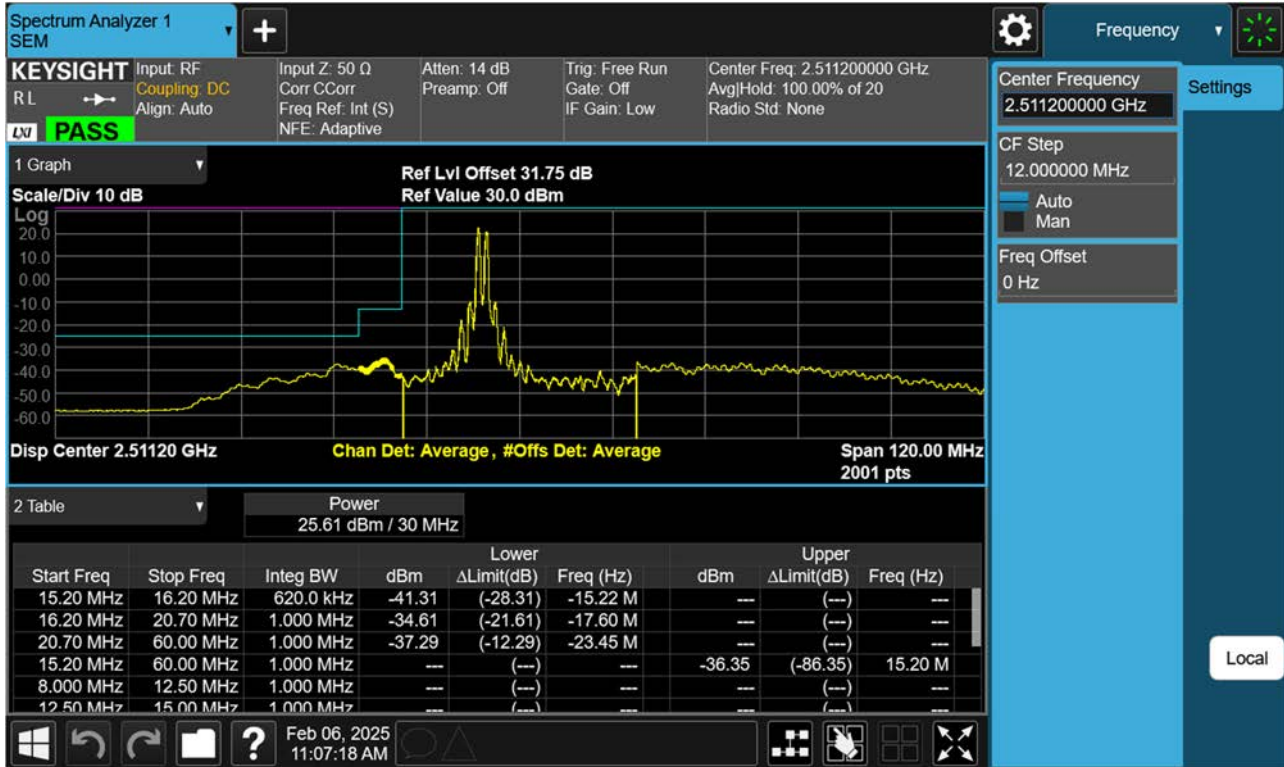 Spectrum Analyzer 1
SEM
Frequency
KEYSIGHT
RL
LXI
PASS
Input: RF
Coupling: DC
Align: Auto
Input Z: 50 Ω
Corr CCorr
Freq Ref: Int (S)
NFE: Adaptive
Atten: 14 dB
Preamp: Off
Trig: Free Run
Gate: Off
IF Gain: Low
Center Freq: 2.511200000 GHz
Avg|Hold: 100.00% of 20
Radio Std: None
Center Frequency
2.511200000 GHz
Settings
CF Step
12.000000 MHz
Auto
Man
Freq Offset
0 Hz
Local
1 Graph
Scale/Div 10 dB
Ref Lvl Offset 31.75 dB
Ref Value 30.0 dBm
Log
20.0
10.0
0.00
-10.0
-20.0
-30.0
-40.0
-50.0
-60.0
Disp Center 2.51120 GHz
Chan Det: Average, #Offs Det: Average
Span 120.00 MHz
2001 pts
2 Table
Power
25.61 dBm / 30 MHz
Lower Upper
Start Freq Stop Freq Integ BW dBm ΔLimit(dB) Freq (Hz) dBm ΔLimit(dB) Freq (Hz)
15.20 MHz 16.20 MHz 620.0 kHz -41.31 (-28.31) -15.22 M --- (---) ---
16.20 MHz 20.70 MHz 1.000 MHz -34.61 (-21.61) -17.60 M --- (---) ---
20.70 MHz 60.00 MHz 1.000 MHz -37.29 (-12.29) -23.45 M --- (---) ---
15.20 MHz 60.00 MHz 1.000 MHz --- (---) --- -36.35 (-86.35) 15.20 M
8.000 MHz 12.50 MHz 1.000 MHz --- (---) --- --- (---) ---
12.50 MHz 15.00 MHz 1.000 MHz --- (---) --- --- (---) ---
Feb 06, 2025
11:07:18 AM